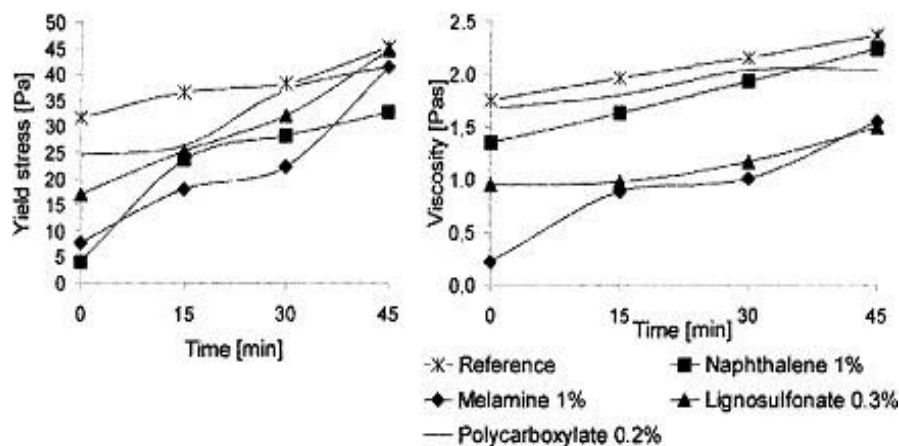 Yield stress [Pa]
50
45
40
35
30
25
20
15
10
5
0
0 15 30 45
Time [min]
Viscosity [Pas]
2.5
2.0
1,5
1.0
0,5
0.0
0 15 30 45
Time [min]
Reference
Naphthalene 1%
Melamine 1%
Lignosulfonate 0.3%
Polycarboxylate 0.2%